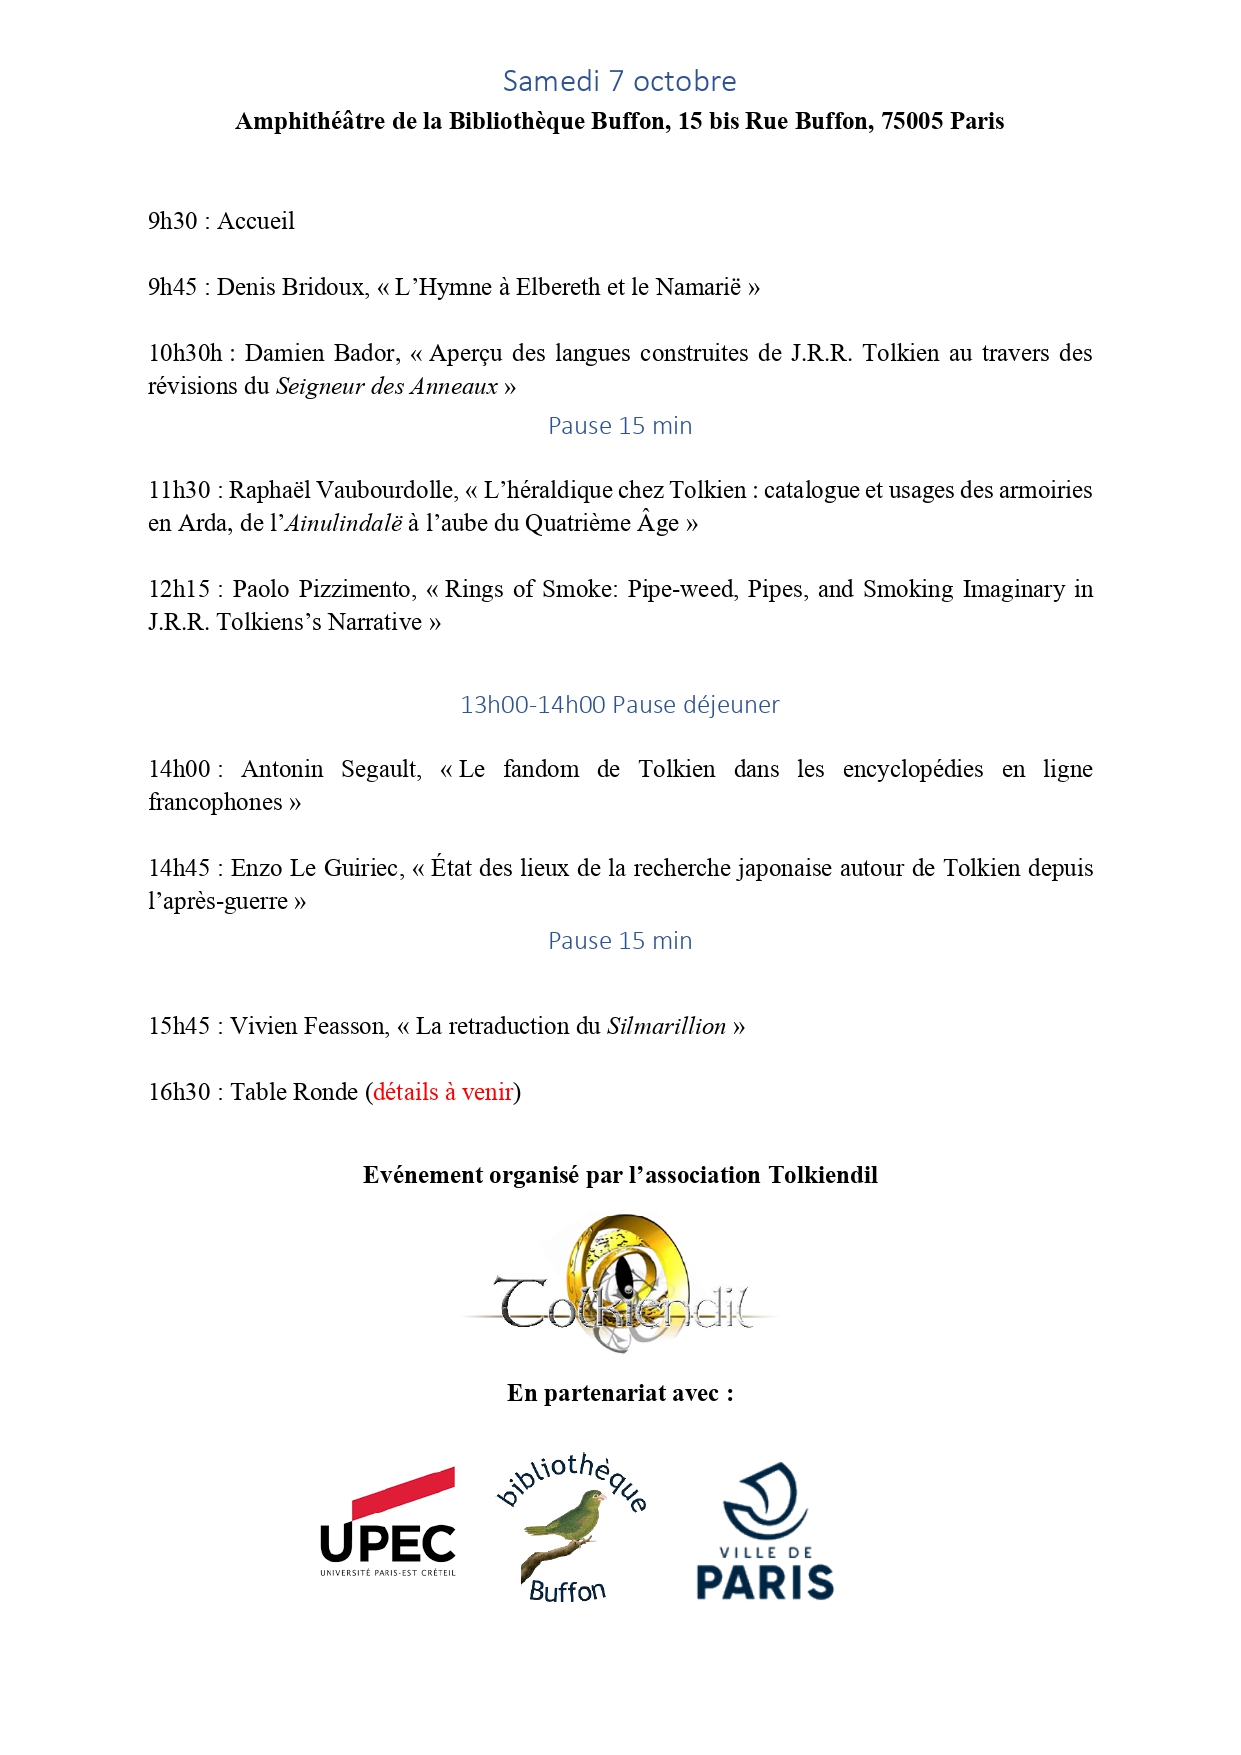 Samedi 7 octobre
Amphithéâtre de la Bibliothèque Buffon, 15 bis Rue Buffon, 75005 Paris
9h30 : Accueil
9h45 : Denis Bridoux, « L’Hymne à Elbereth et le Namarië »
10h30h : Damien Bador, « Aperçu des langues construites de J.R.R. Tolkien au travers des
révisions du Seigneur des Anneaux »
Pause 15 min
11h30 : Raphaël Vaubourdolle, « L’héraldique chez Tolkien : catalogue et usages des armoiries
en Arda, de l’Ainulindalë à l’aube du Quatrième Âge »
12h15 : Paolo Pizzimento, « Rings of Smoke: Pipe-weed, Pipes, and Smoking Imaginary in
J.R.R. Tolkiens’s Narrative »
13h00-14h00 Pause déjeuner
14h00 : Antonin Segault, « Le fandom de Tolkien dans les encyclopédies en ligne
francophones »
14h45 : Enzo Le Guiriec, « État des lieux de la recherche japonaise autour de Tolkien depuis
l’après-guerre »
Pause 15 min
15h45 : Vivien Feasson, « La retraduction du Silmarillion »
16h30 : Table Ronde (détails à venir)
Evénement organisé par l’association Tolkiendil
Tolkiendil
En partenariat avec :
UPEC
UNIVERSITÉ PARIS-EST CRÉTEIL
bibliothèque
Buffon
VILLE DE
PARIS